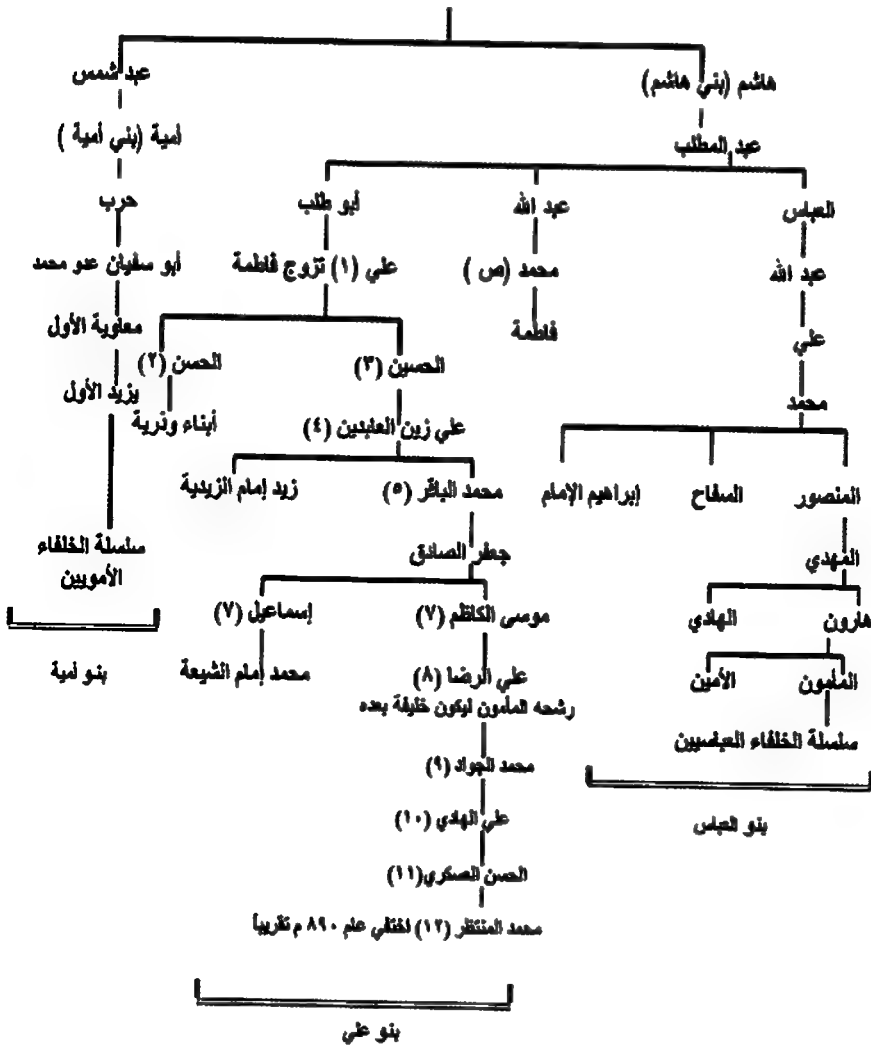 هاشم (بني هاشم)
عبد شمس
عبد المطلب
أمية (بني أمية)
العباس
عبد الله
أبو طلب
حرب
عبد الله
محمد (ص)
علي (١) تزوج فاطمة
أبو سفيان عدو محمد
علي
فاطمة
معاوية الأول
الحسين (٣)
الحسن (٢)
محمد
يزيد الأول
علي زين العابدين (٤)
أبناء وذرية
المنصور
السفاح
إبراهيم الإمام
محمد الباقر (٥)
زيد إمام الزيدية
المهدي
جعفر الصادق
سلسلة الخلفاء
الأمويين
هارون
الهادي
موسى الكاظم (٧)
إسماعيل (٧)
المأمون
الأمين
علي الرضا (٨)
محمد إمام الشيعة
بنو أمية
رشحه المأمون ليكون خليفة بعده
سلسلة الخلفاء العباسيين
محمد الجواد (٩)
علي الهادي (١٠)
بنو العباس
الحسن العسكري(١١)
محمد المنتظر (١٢) اختفي عام ٨٩٠ م تقريباً
بنو علي